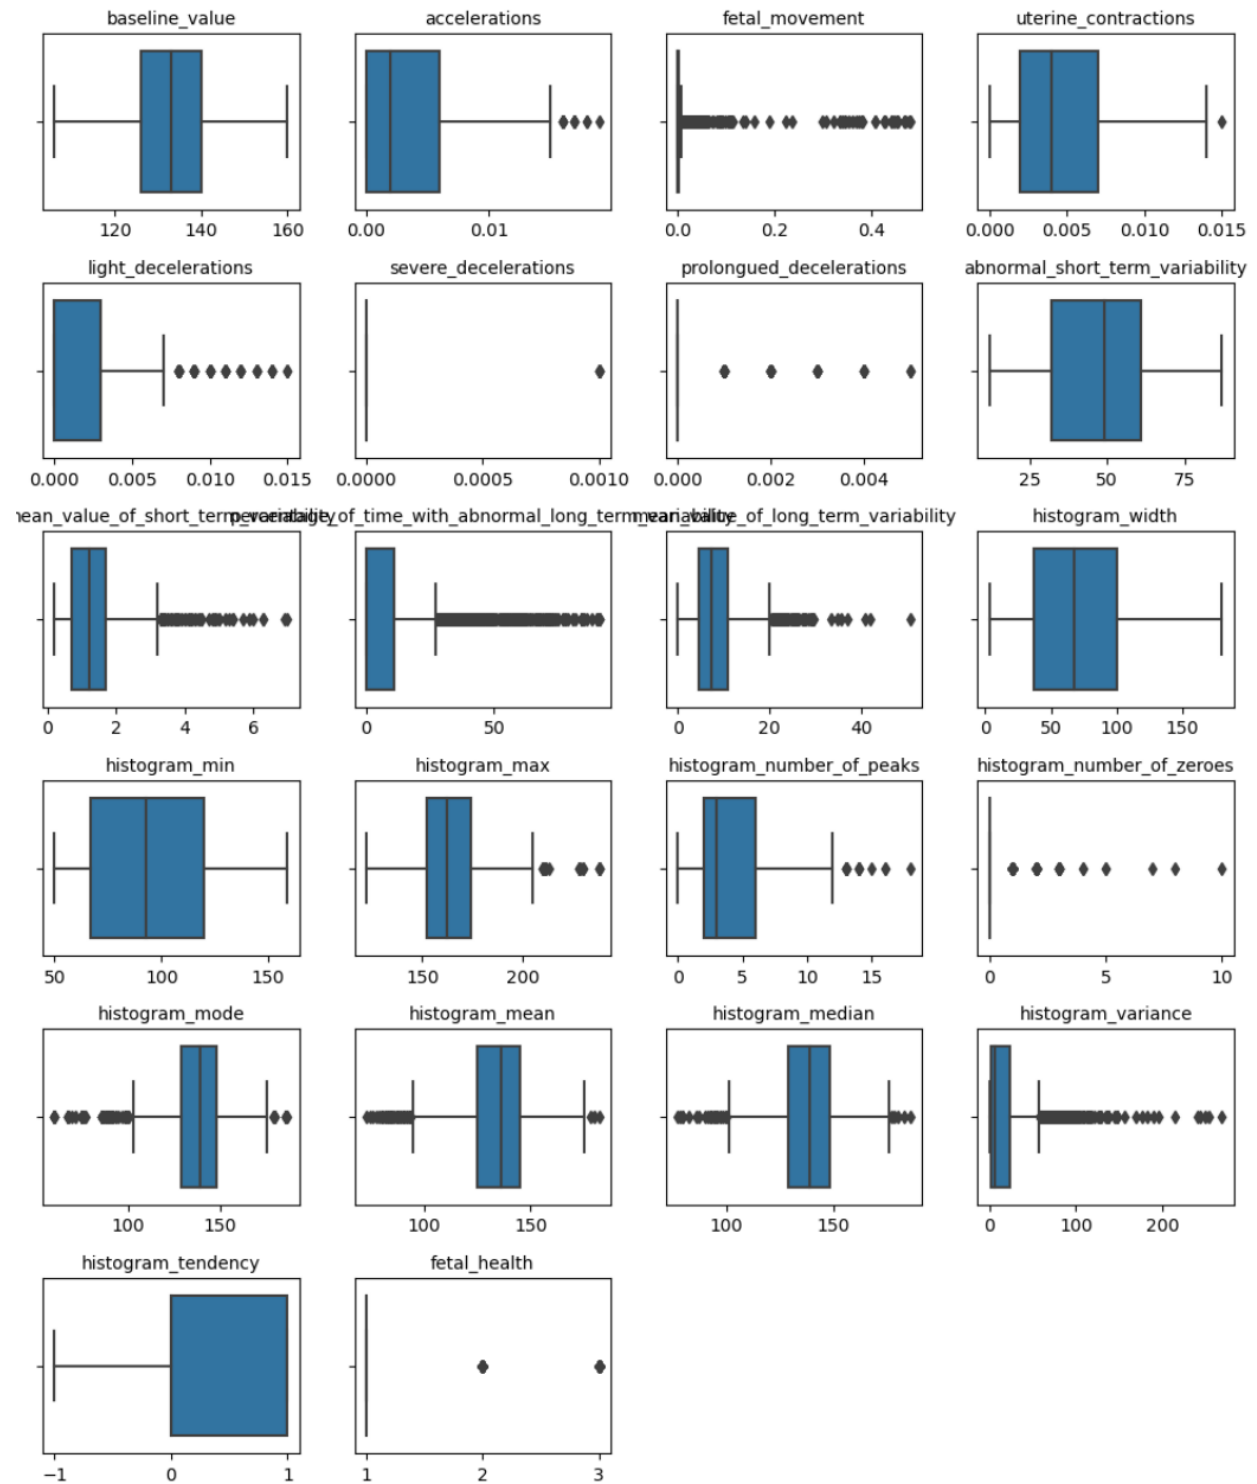 baseline_value accelerations fetal_movement uterine_contractions
120 140 160 0.00 0.01 0.0 0.2 0.4 0.000 0.005 0.010 0.015
light_decelerations severe_decelerations prolongued_decelerations abnormal_short_term_variability
0.000 0.005 0.010 0.015 0.0000 0.0005 0.0010 0.000 0.002 0.004 25 50 75
histogram_width
0 2 4 6 0 50 0 20 40 0 50 100 150
histogram_min histogram_max histogram_number_of_peaks histogram_number_of_zeroes
50 100 150 150 200 0 5 10 15 0 5 10
histogram_mode histogram_mean histogram_median histogram_variance
100 150 100 150 100 150 0 100 200
histogram_tendency fetal_health
−1 0 1 1 2 3